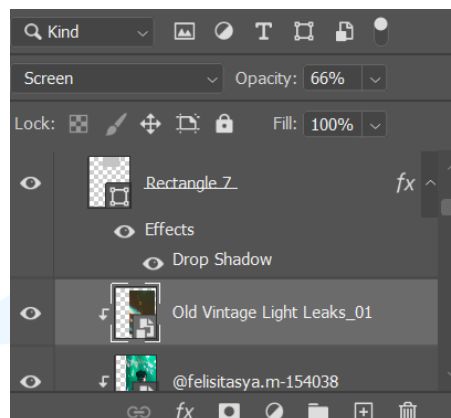 Kind
Screen Opacity: 66%
Lock: Fill: 100%
Rectangle 7 fx
Effects
Drop Shadow
Old Vintage Light Leaks_01
@felisitasya.m-154038
fx